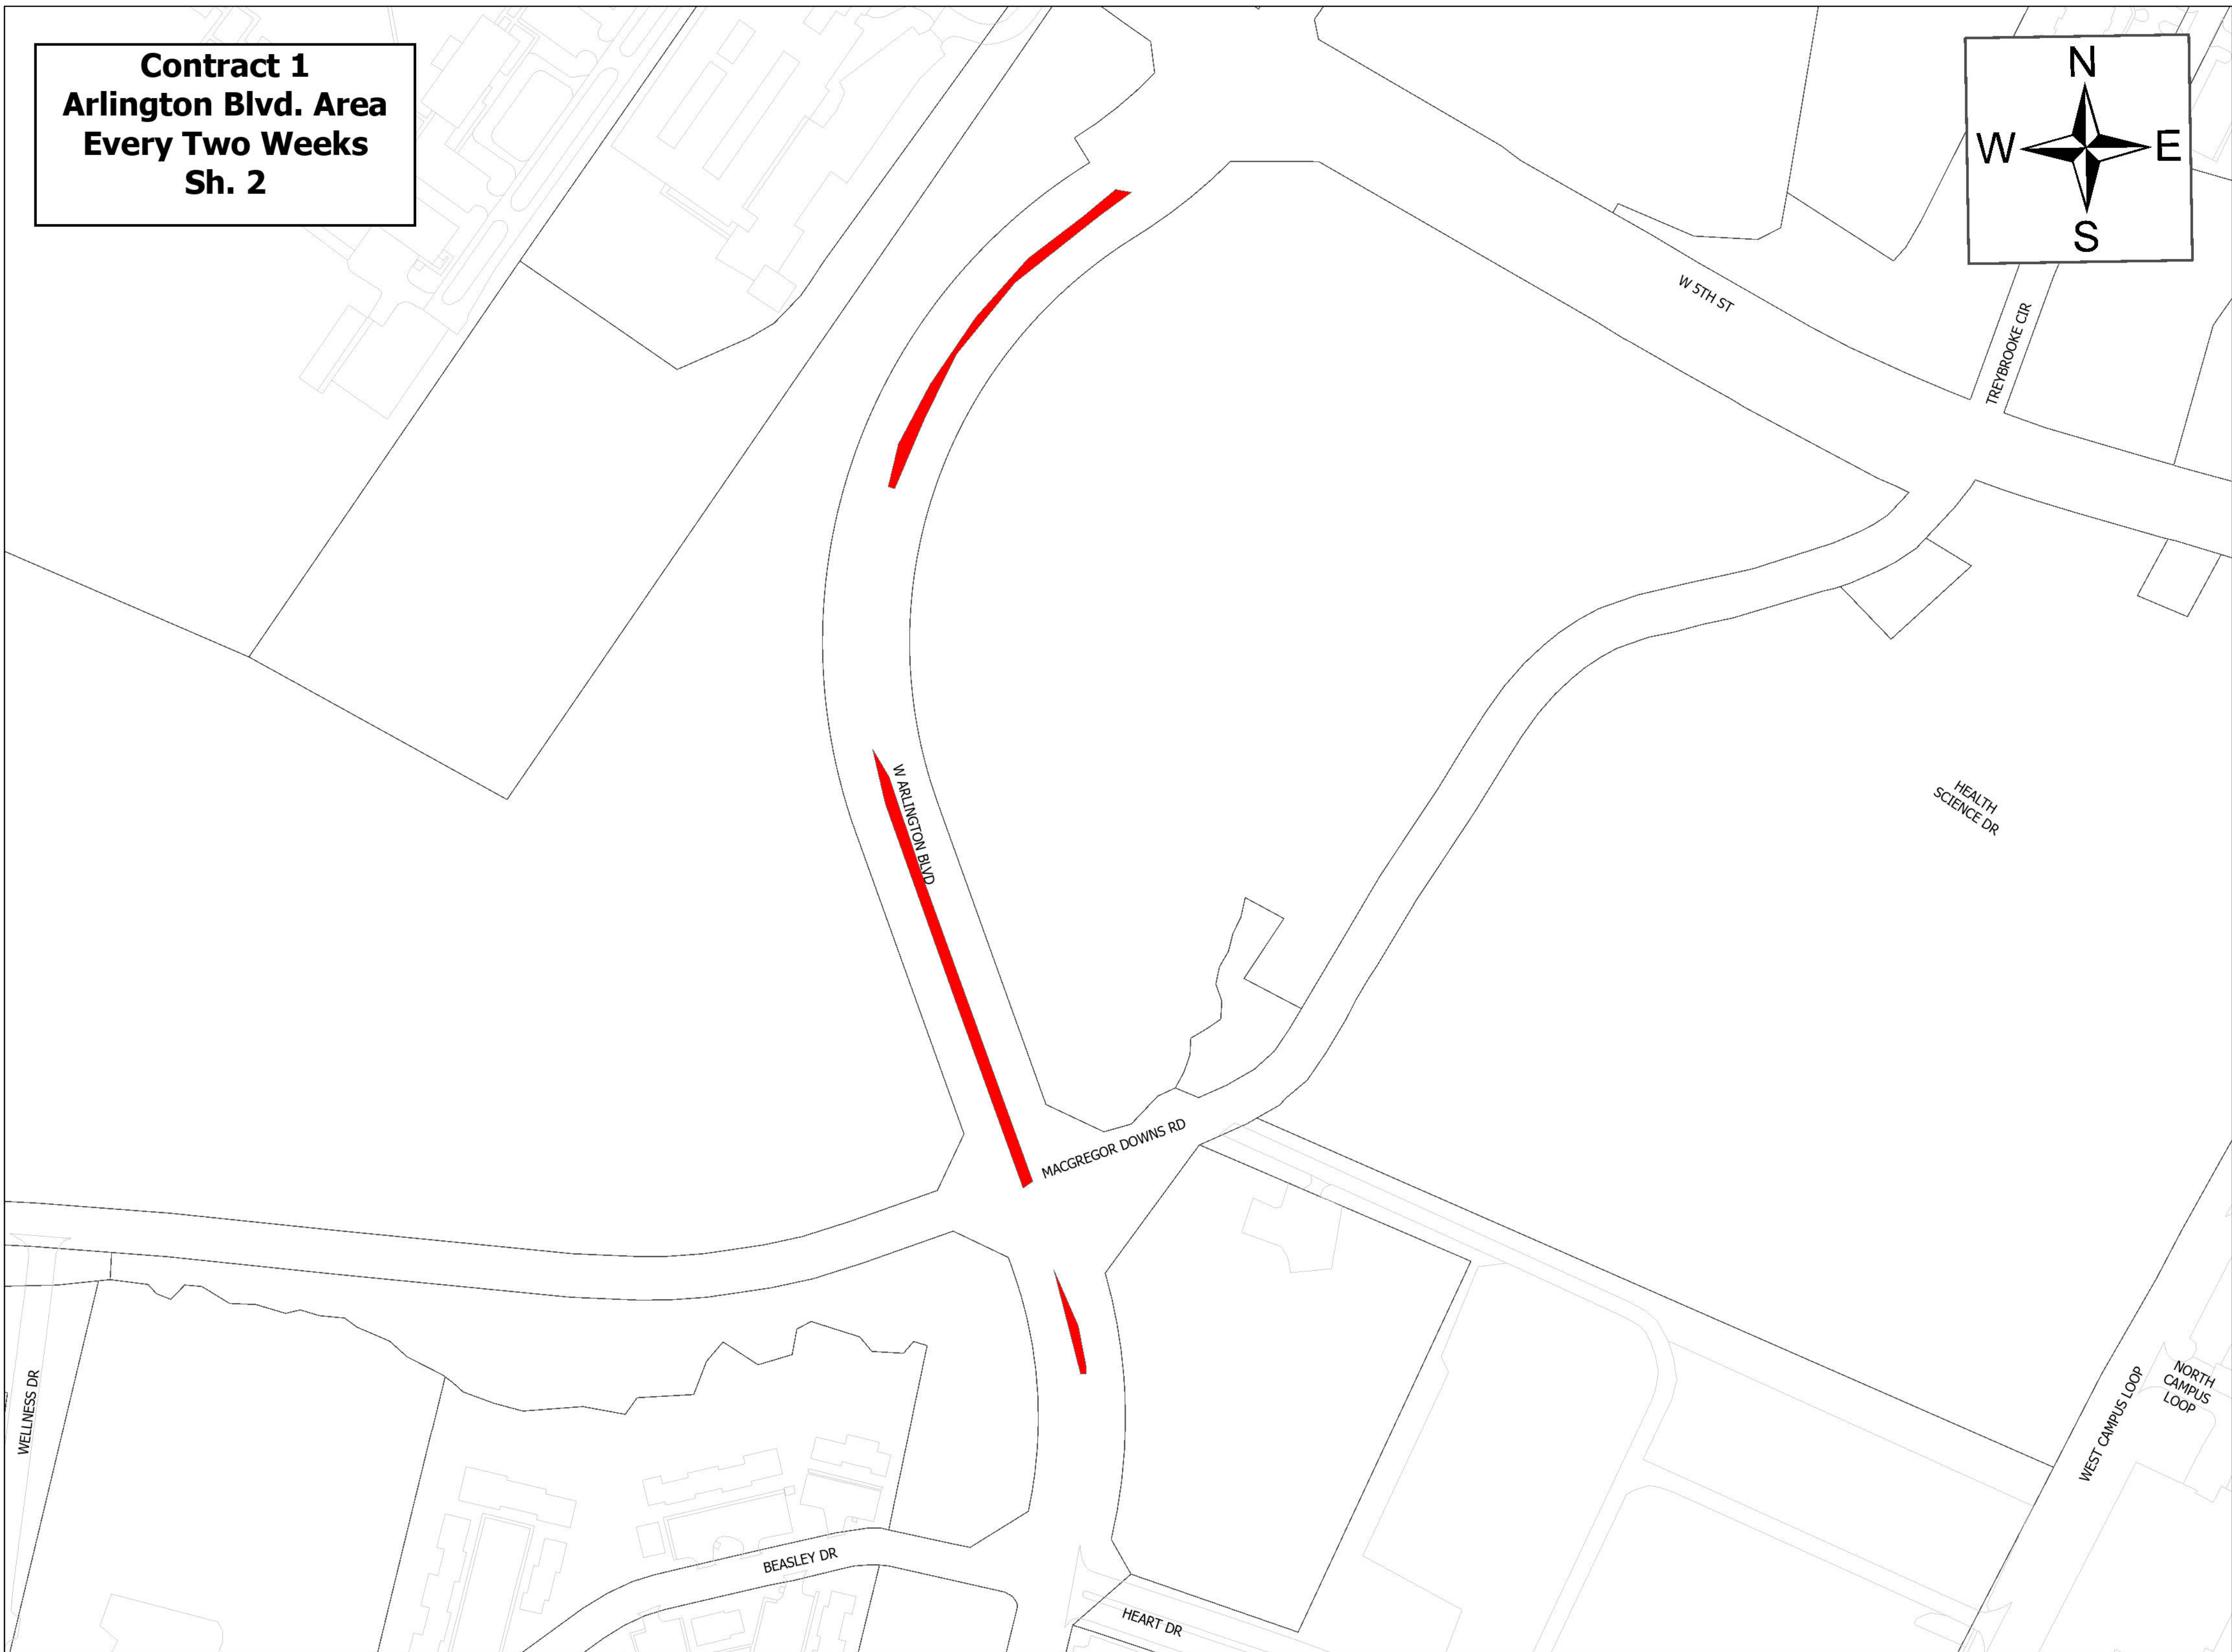 Contract 1
Arlington Blvd. Area
Every Two Weeks
Sh. 2
N
W
E
S
W 5TH ST
TREYBROOKE CIR
W ARLINGTON BLVD
HEALTH
SCIENCE DR
MACGREGOR DOWNS RD
WELLNESS DR
WEST CAMPUS LOOP
NORTH
CAMPUS
LOOP
BEASLEY DR
HEART DR